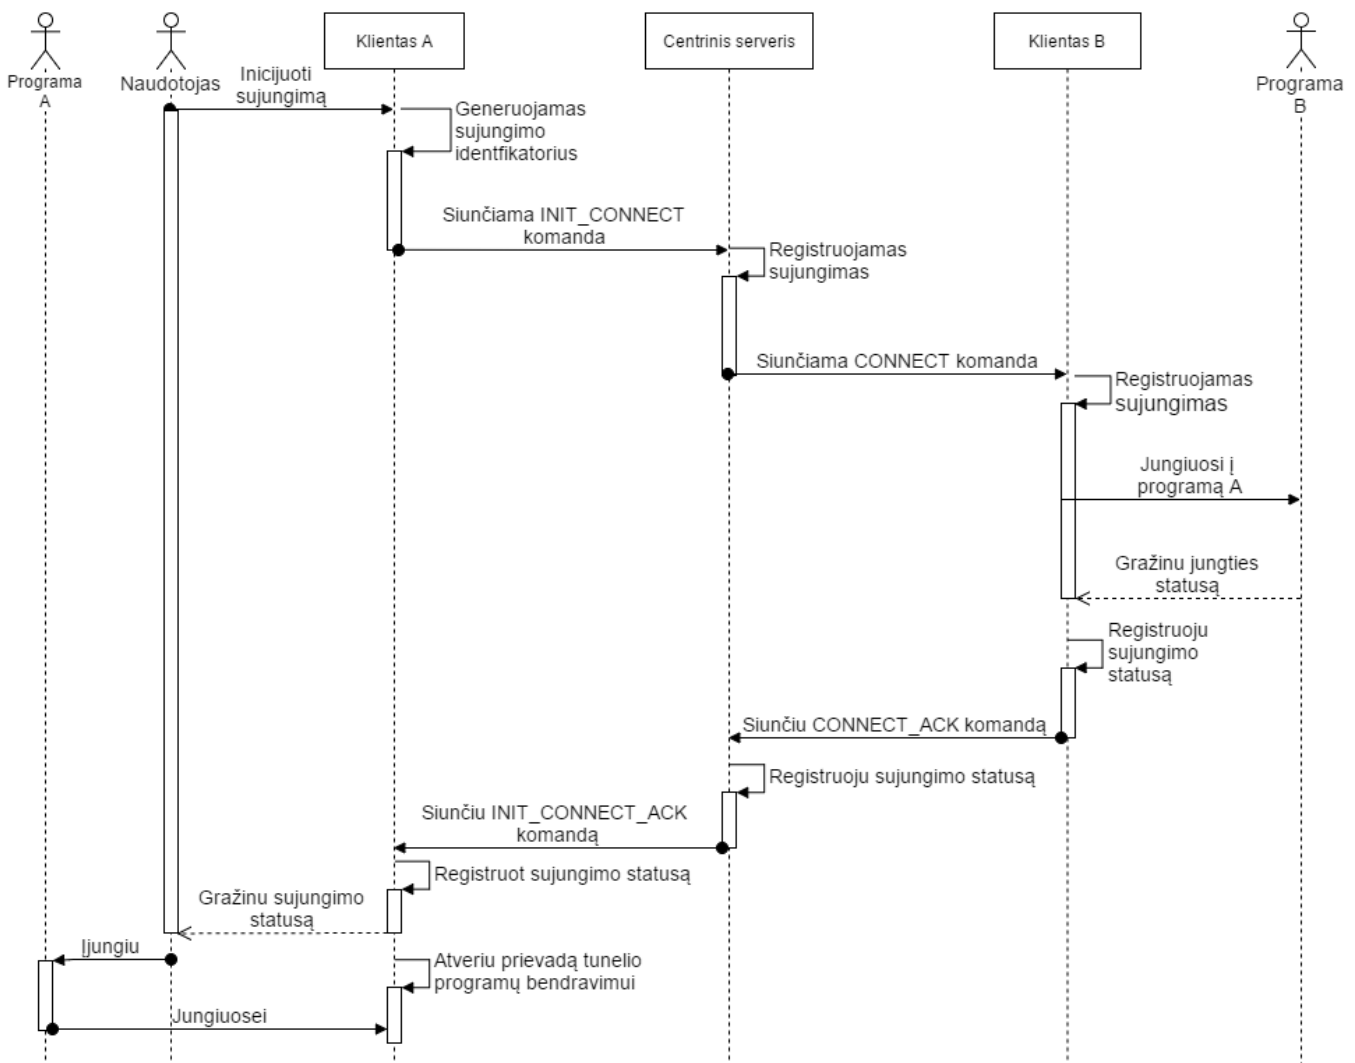 Klientas A
Centrinis serveris
Klientas B
Programa
A
Naudotojas
Programa
B
Inicijuoti
sujungimą
Generuojamas
sujungimo
identfikatorius
Siunčiama INIT_CONNECT
komanda
Registruojamas
sujungimas
Siunčiama CONNECT komanda
Registruojamas
sujungimas
Jungiuosi į
programą A
Gražinu jungties
statusą
Registruoju
sujungimo
statusą
Siunčiu CONNECT_ACK komandą
Registruoju sujungimo statusą
Siunčiu INIT_CONNECT_ACK
komandą
Registruot sujungimo statusą
Gražinu sujungimo
statusą
Įjungiu
Atveriu prievadą tunelio
programų bendravimui
Jungiuosei